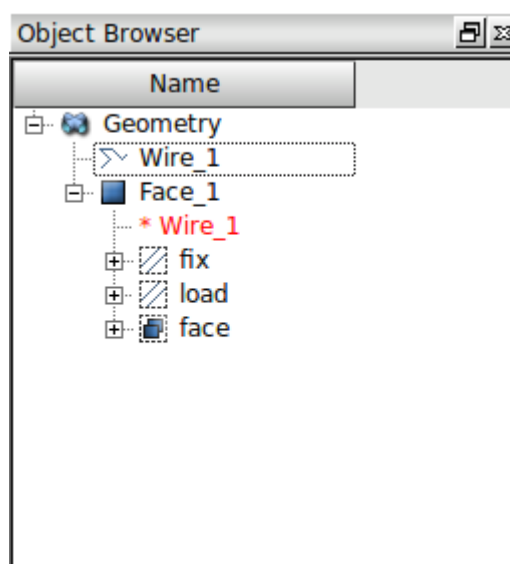 Object Browser
Name
Geometry
Wire_1
Face_1
* Wire_1
fix
load
face